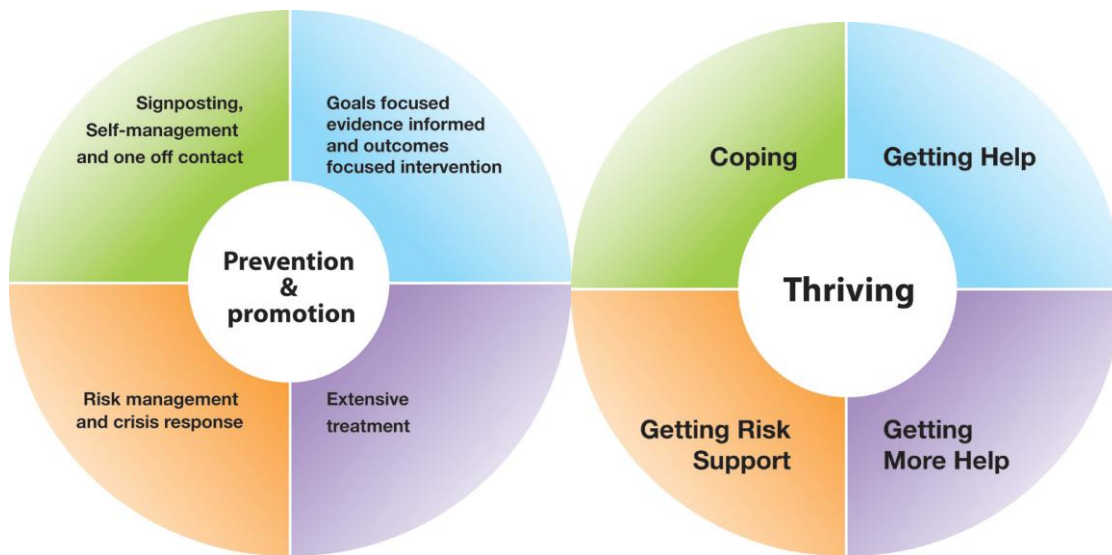 Signposting,
Self-management
and one off contact
Goals focused
evidence informed
and outcomes
focused intervention
Prevention
&
promotion
Risk management
and crisis response
Extensive
treatment
Coping
Getting Help
Thriving
Getting Risk
Support
Getting
More Help